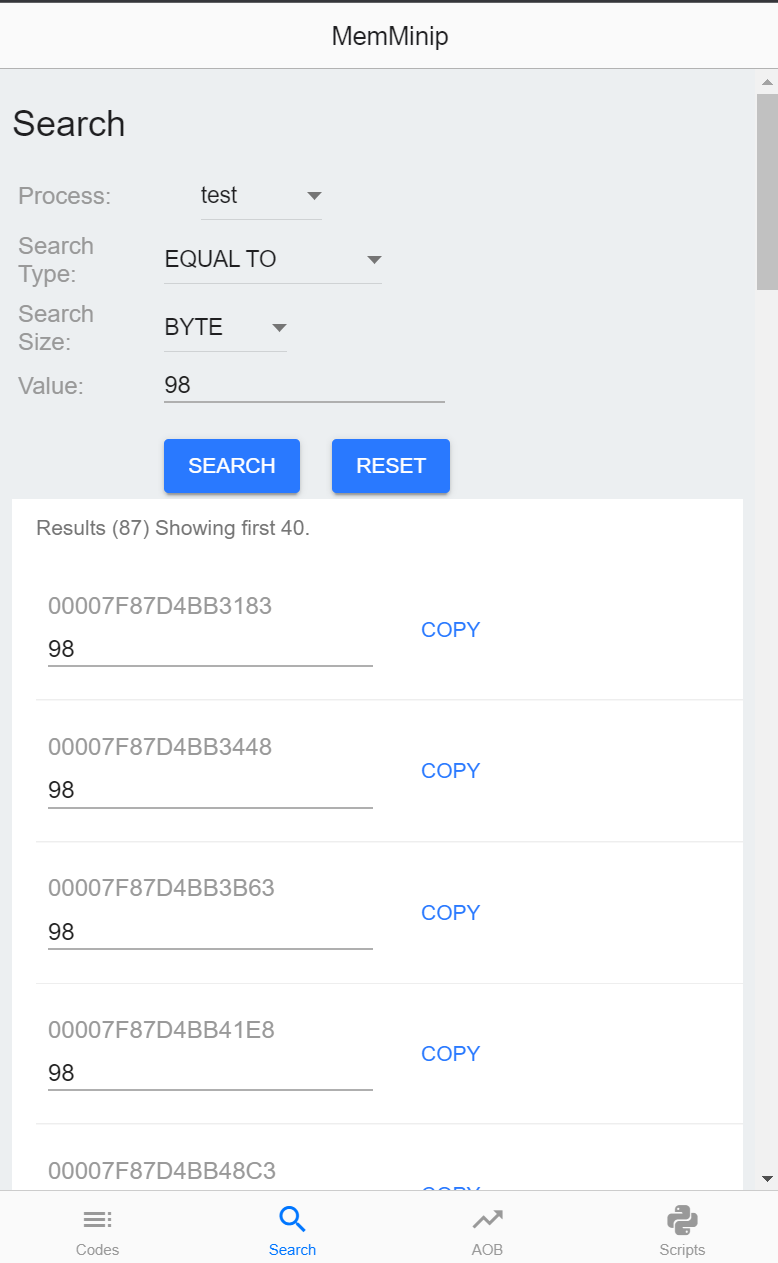 MemMinip
Search
Process: test
Search Type: EQUAL TO
Search Size: BYTE
Value: 98
SEARCH RESET
Results (87) Showing first 40.
00007F87D4BB3183
98 COPY
00007F87D4BB3448
98 COPY
00007F87D4BB3B63
98 COPY
00007F87D4BB41E8
98 COPY
00007F87D4BB48C3
COPY
Codes Search AOB Scripts